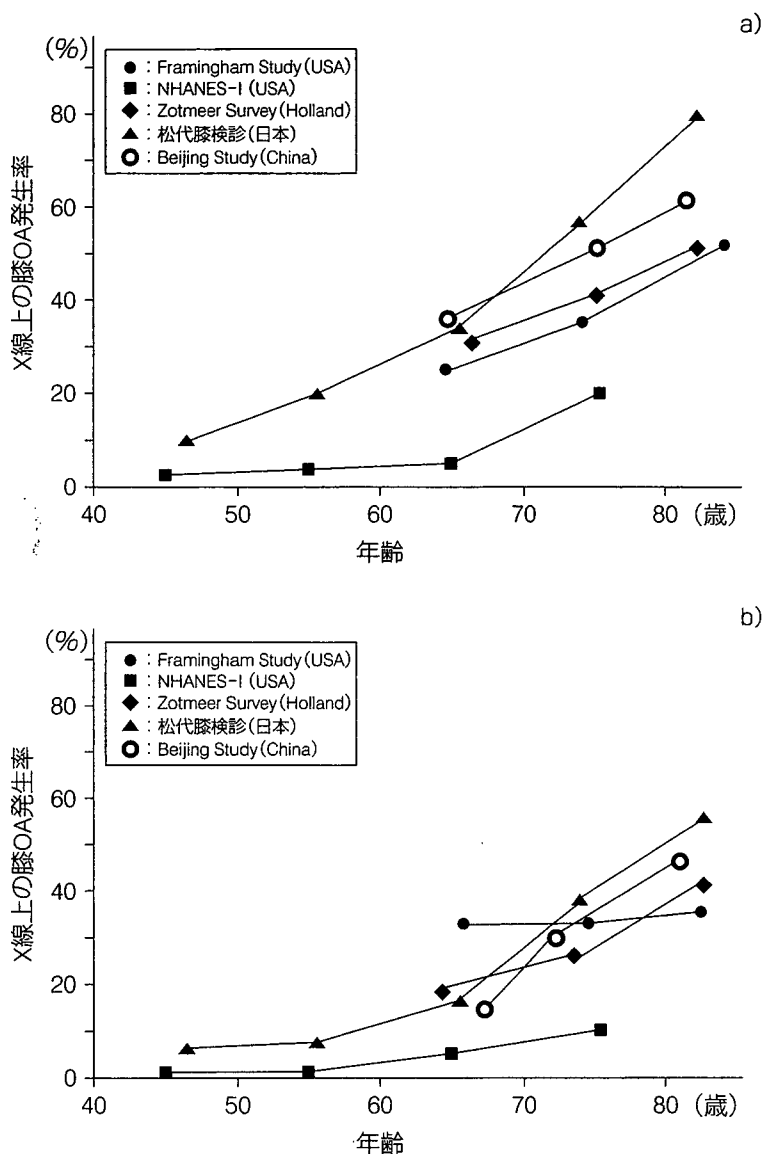 a)
(%)
● : Framingham Study(USA)
■ : NHANES-I (USA)
◆ : Zotmeer Survey(Holland)
▲ : 松代膝検診(日本)
○ : Beijing Study(China)
80
60
40
20
0
X線上の膝OA発生率
40 50 60 70 80 (歳)
年齢
b)
(%)
● : Framingham Study(USA)
■ : NHANES-I (USA)
◆ : Zotmeer Survey(Holland)
▲ : 松代膝検診(日本)
○ : Beijing Study(China)
80
60
40
20
0
X線上の膝OA発生率
40 50 60 70 80 (歳)
年齢